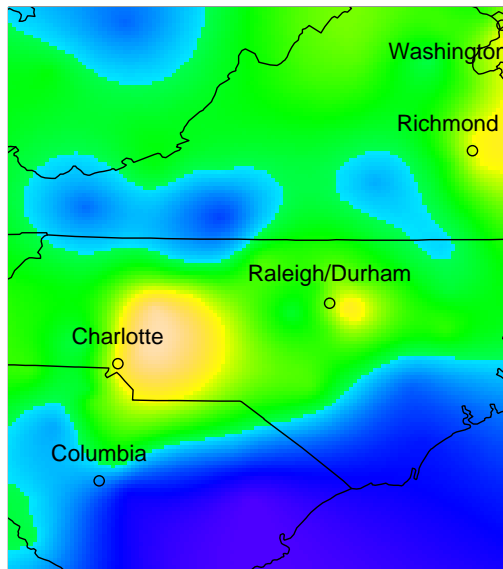 Washington
Richmond
Raleigh/Durham
Charlotte
Columbia